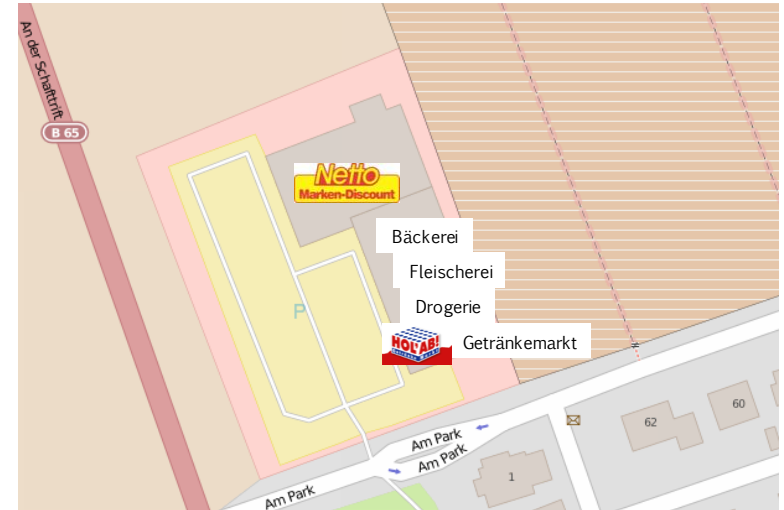 An der Schafttrift
B 65
Netto
Marken-Discount
Bäckerei
Fleischerei
Drogerie
P
HOL'AB!
Getränkemarkt
60
62
Am Park
Am Park
1
Am Park